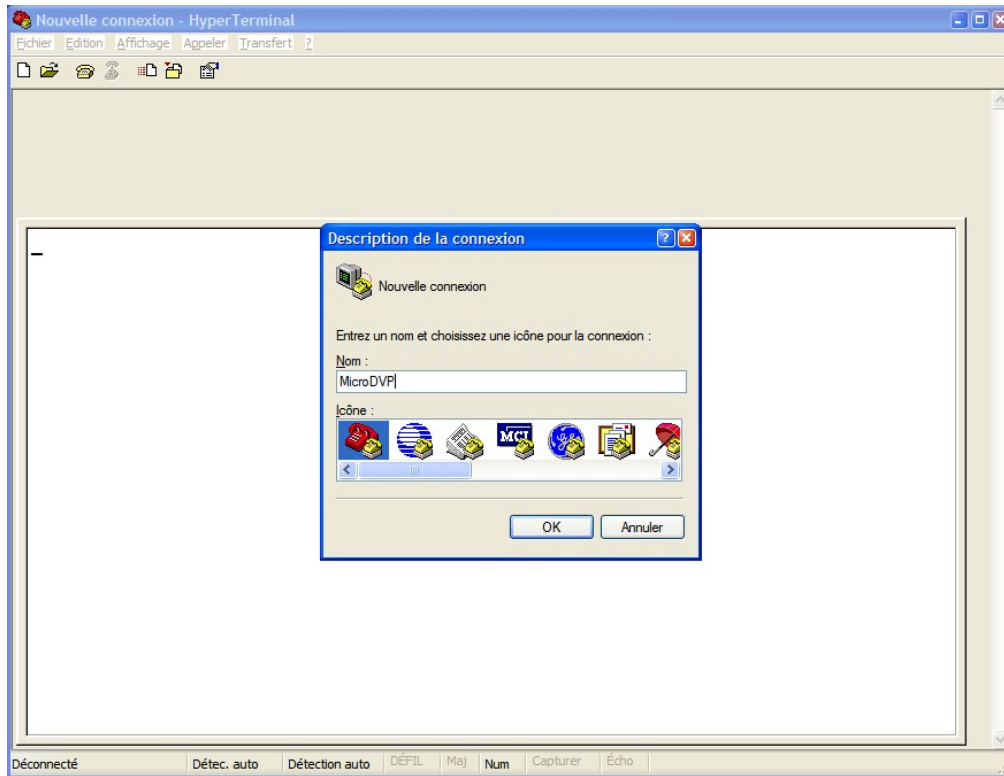 Nouvelle connexion - HyperTerminal
Fichier Edition Affichage Appeler Transfert ?
Description de la connexion
Nouvelle connexion
Entrez un nom et choisissez une icône pour la connexion :
Nom :
MicroDVP
Icône :
MCI
OK Annuler
Déconnecté Détec. auto Détection auto DÉFIL Maj Num Capturer Écho